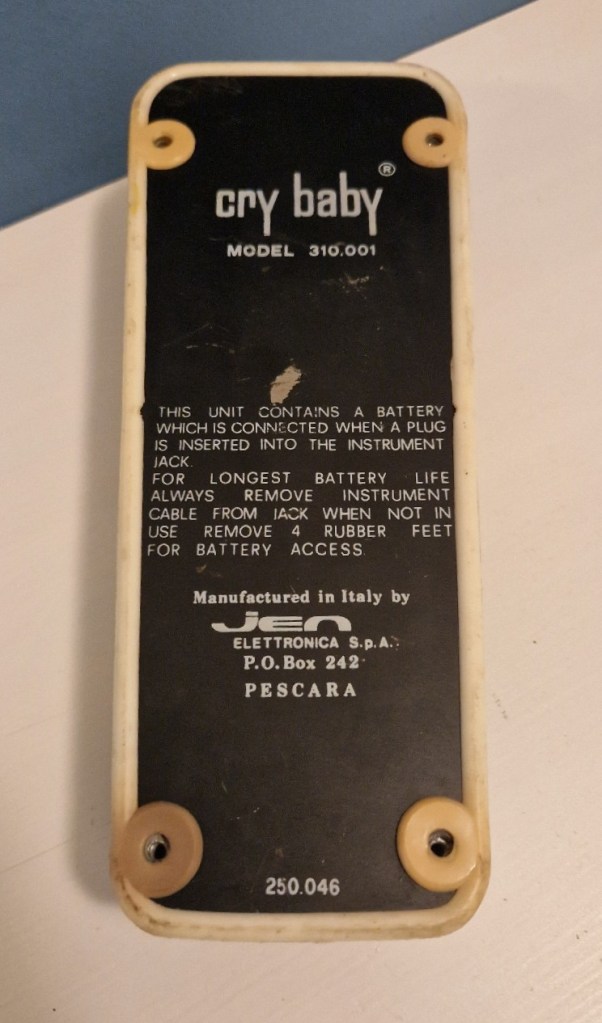 cry baby ®
MODEL 310.001
THIS UNIT CONTAINS A BATTERY
WHICH IS CONNECTED WHEN A PLUG
IS INSERTED INTO THE INSTRUMENT
JACK.
FOR LONGEST BATTERY LIFE
ALWAYS REMOVE INSTRUMENT
CABLE FROM JACK WHEN NOT IN
USE REMOVE 4 RUBBER FEET
FOR BATTERY ACCESS.
Manufactured in Italy by
Jen
ELETTRONICA S.p.A.
P.O.Box 242
PESCARA
250.046